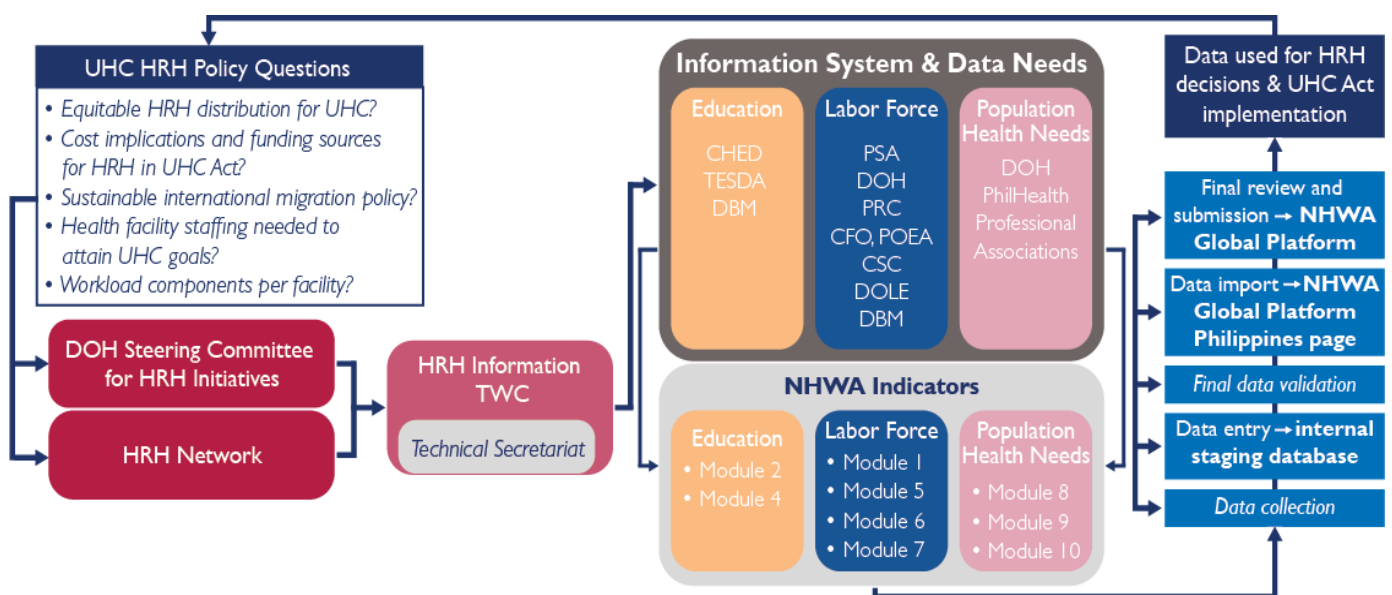 UHC HRH Policy Questions
• Equitable HRH distribution for UHC?
• Cost implications and funding sources
for HRH in UHC Act?
• Sustainable international migration policy?
• Health facility staffing needed to
attain UHC goals?
• Workload components per facility?
DOH Steering Committee
for HRH Initiatives
HRH Network
HRH Information
TWC
Technical Secretariat
Information System & Data Needs
Education
CHED
TESDA
DBM
Labor Force
PSA
DOH
PRC
CFO, POEA
CSC
DOLE
DBM
Population
Health Needs
DOH
PhilHealth
Professional
Associations
NHWA Indicators
Education
• Module 2
• Module 4
Labor Force
• Module 1
• Module 5
• Module 6
• Module 7
Population
Health Needs
• Module 8
• Module 9
• Module 10
Data used for HRH
decisions & UHC Act
implementation
Final review and
submission → NHWA
Global Platform
Data import → NHWA
Global Platform
Philippines page
Final data validation
Data entry → internal
staging database
Data collection